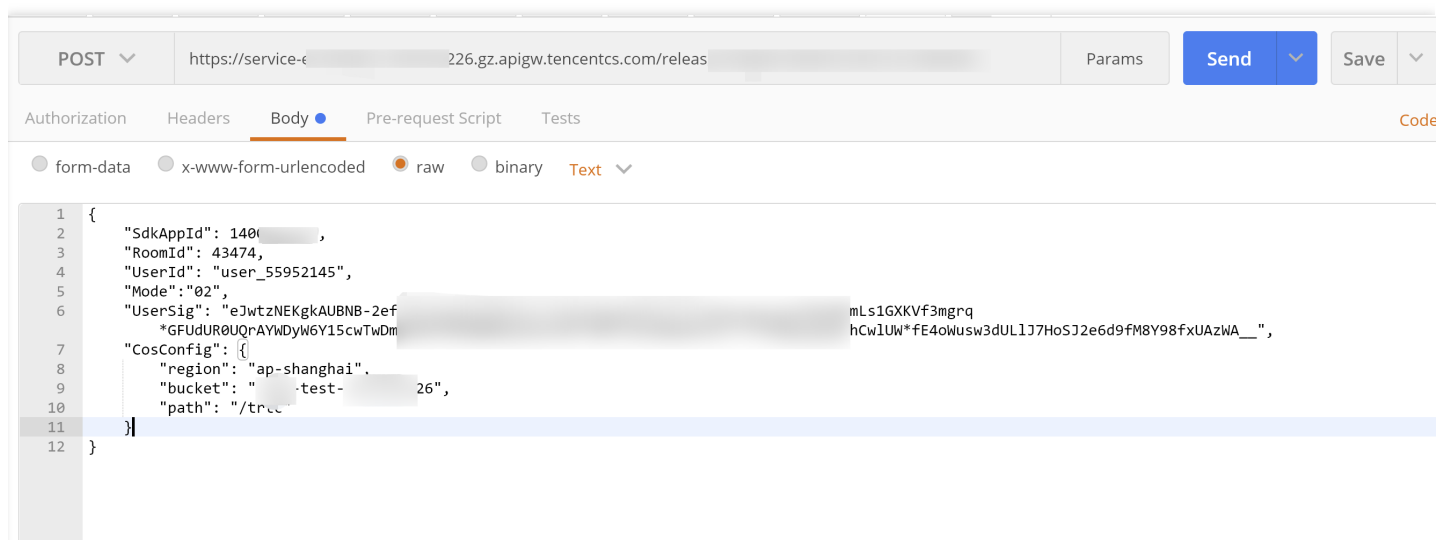 POST https://service-e 226.gz.apigw.tencentcs.com/releas Params Send Save
Authorization Headers Body Pre-request Script Tests Code
form-data x-www-form-urlencoded raw binary Text
1 {
2 "SdkAppId": 140 ,
3 "RoomId": 43474,
4 "UserId": "user_55952145",
5 "Mode":"02",
6 "UserSig": "eJwtzNEKgkAUBNB-2ef mLs1GXKVf3mgrq
*GFUdUR0UQrAYWDyW6Y15cwTwDm hCwlUW*fE4oWusw3dULlJ7HoSJ2e6d9fM8Y98fxUAzWA__",
7 "CosConfig": {
8 "region": "ap-shanghai",
9 "bucket": " -test- 26",
10 "path": "/trtc"
11 }
12 }